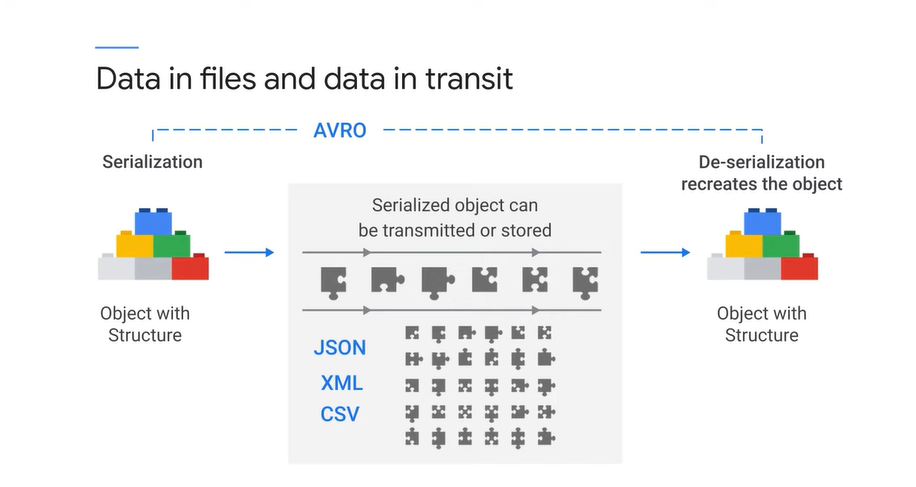 Data in files and data in transit
AVRO
Serialization
De-serialization
recreates the object
Serialized object can
be transmitted or stored
Object with
Structure
JSON
XML
CSV
Object with
Structure